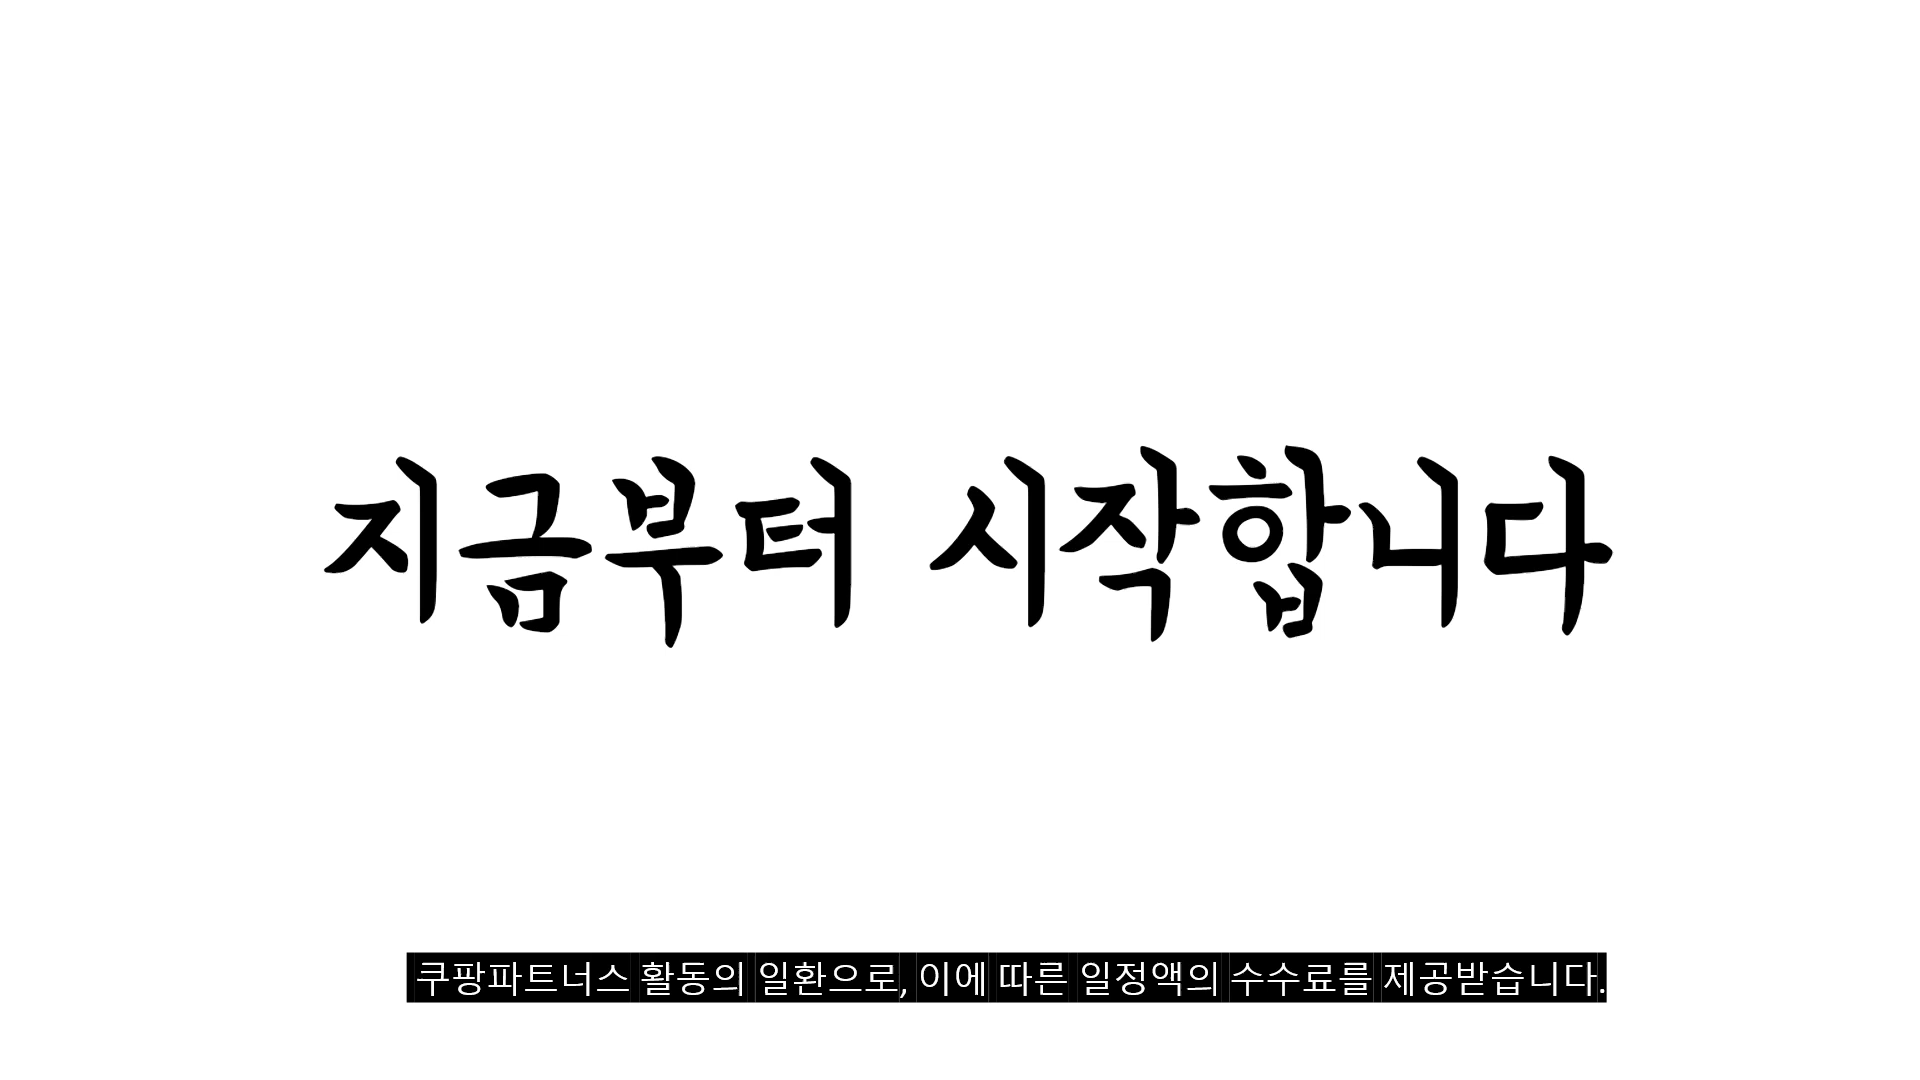 지금부터 시작합니다
쿠팡파트너스 활동의 일환으로, 이에 따른 일정액의 수수료를 제공받습니다.